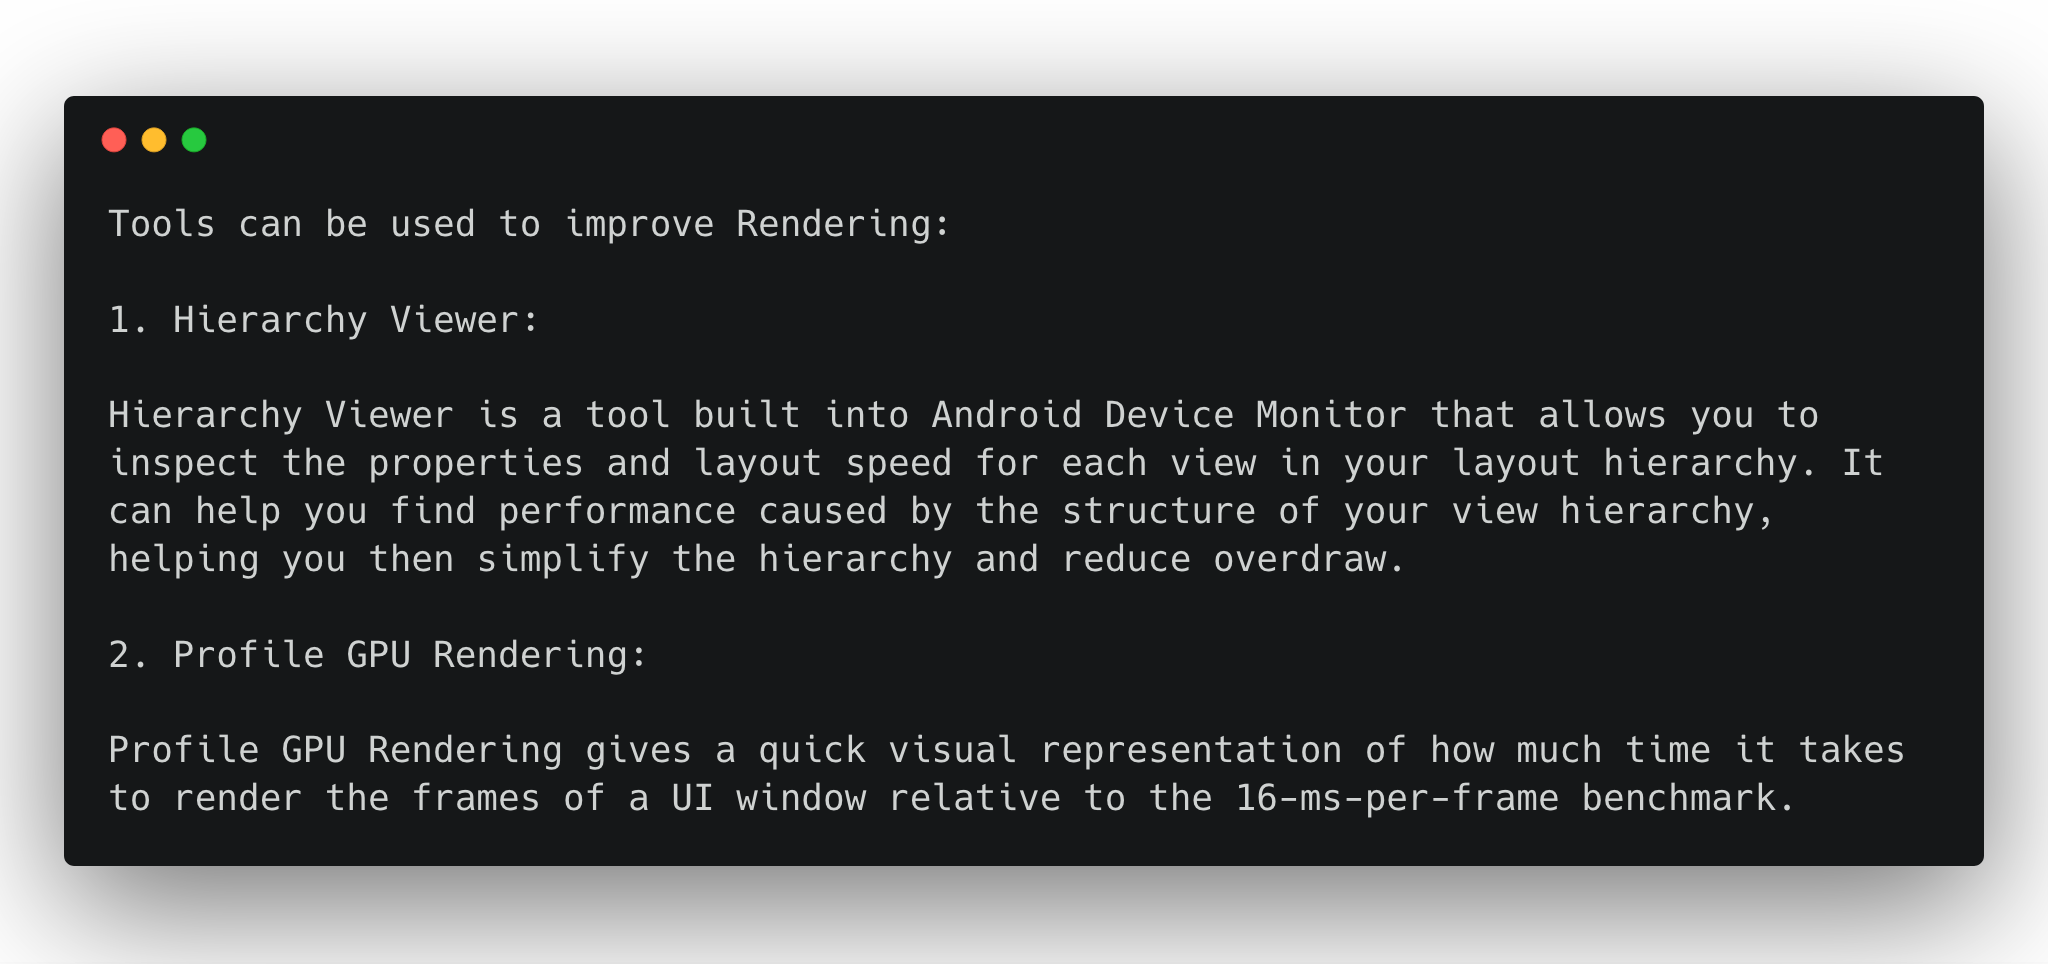 Tools can be used to improve Rendering:
1. Hierarchy Viewer:
Hierarchy Viewer is a tool built into Android Device Monitor that allows you to
inspect the properties and layout speed for each view in your layout hierarchy. It
can help you find performance caused by the structure of your view hierarchy,
helping you then simplify the hierarchy and reduce overdraw.
2. Profile GPU Rendering:
Profile GPU Rendering gives a quick visual representation of how much time it takes
to render the frames of a UI window relative to the 16-ms-per-frame benchmark.